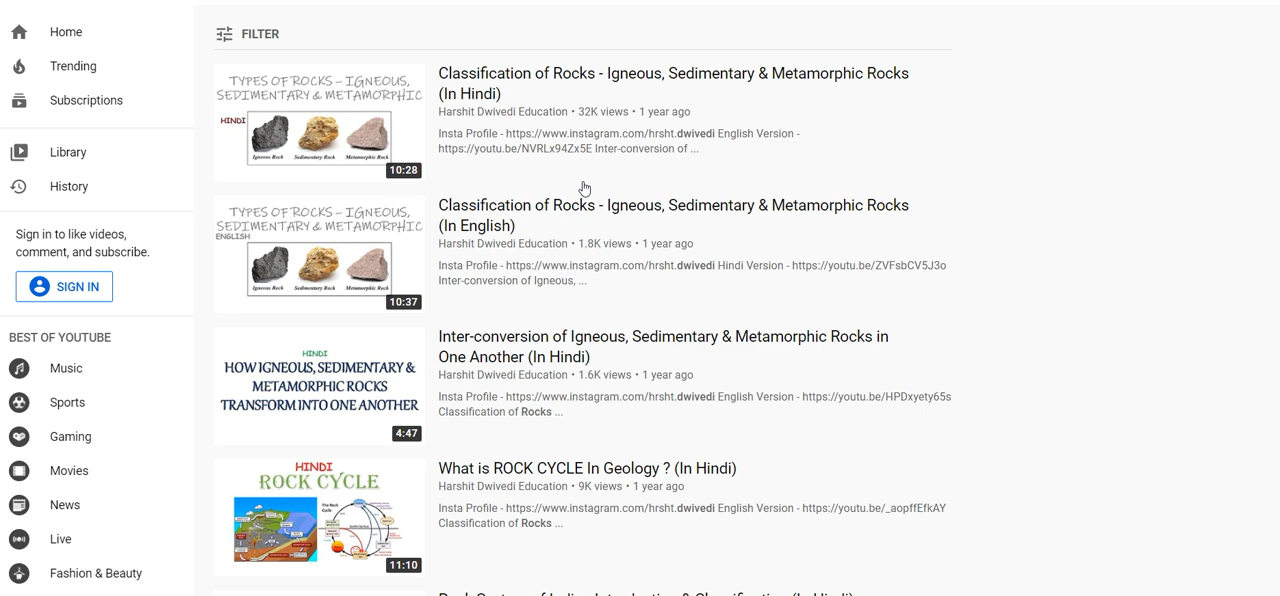 Home
Trending
Subscriptions
Library
History
Sign in to like videos,
comment, and subscribe.
SIGN IN
BEST OF YOUTUBE
Music
Sports
Gaming
Movies
News
Live
Fashion & Beauty
FILTER
TYPES OF ROCKS – IGNEOUS,
SEDIMENTARY & METAMORPHIC
HINDI
Igneous Rock Sedimentary Rock Metamorphic Rock
10:28
Classification of Rocks - Igneous, Sedimentary & Metamorphic Rocks
(In Hindi)
Harshit Dwivedi Education • 32K views • 1 year ago
Insta Profile - https://www.instagram.com/hrsht.dwivedi English Version -
https://youtu.be/NVRLx94Zx5E Inter-conversion of ...
TYPES OF ROCKS – IGNEOUS,
SEDIMENTARY & METAMORPHIC
ENGLISH
Igneous Rock Sedimentary Rock Metamorphic Rock
10:37
Classification of Rocks - Igneous, Sedimentary & Metamorphic Rocks
(In English)
Harshit Dwivedi Education • 1.8K views • 1 year ago
Insta Profile - https://www.instagram.com/hrsht.dwivedi Hindi Version - https://youtu.be/ZVFsbCV5J3o
Inter-conversion of Igneous, ...
HINDI
HOW IGNEOUS, SEDIMENTARY &
METAMORPHIC ROCKS
TRANSFORM INTO ONE ANOTHER
4:47
Inter-conversion of Igneous, Sedimentary & Metamorphic Rocks in
One Another (In Hindi)
Harshit Dwivedi Education • 1.6K views • 1 year ago
Insta Profile - https://www.instagram.com/hrsht.dwivedi English Version - https://youtu.be/HPDxyety65s
Classification of Rocks ...
HINDI
ROCK CYCLE
11:10
What is ROCK CYCLE In Geology ? (In Hindi)
Harshit Dwivedi Education • 9K views • 1 year ago
Insta Profile - https://www.instagram.com/hrsht.dwivedi English Version - https://youtu.be/_aopffEfkAY
Classification of Rocks ...